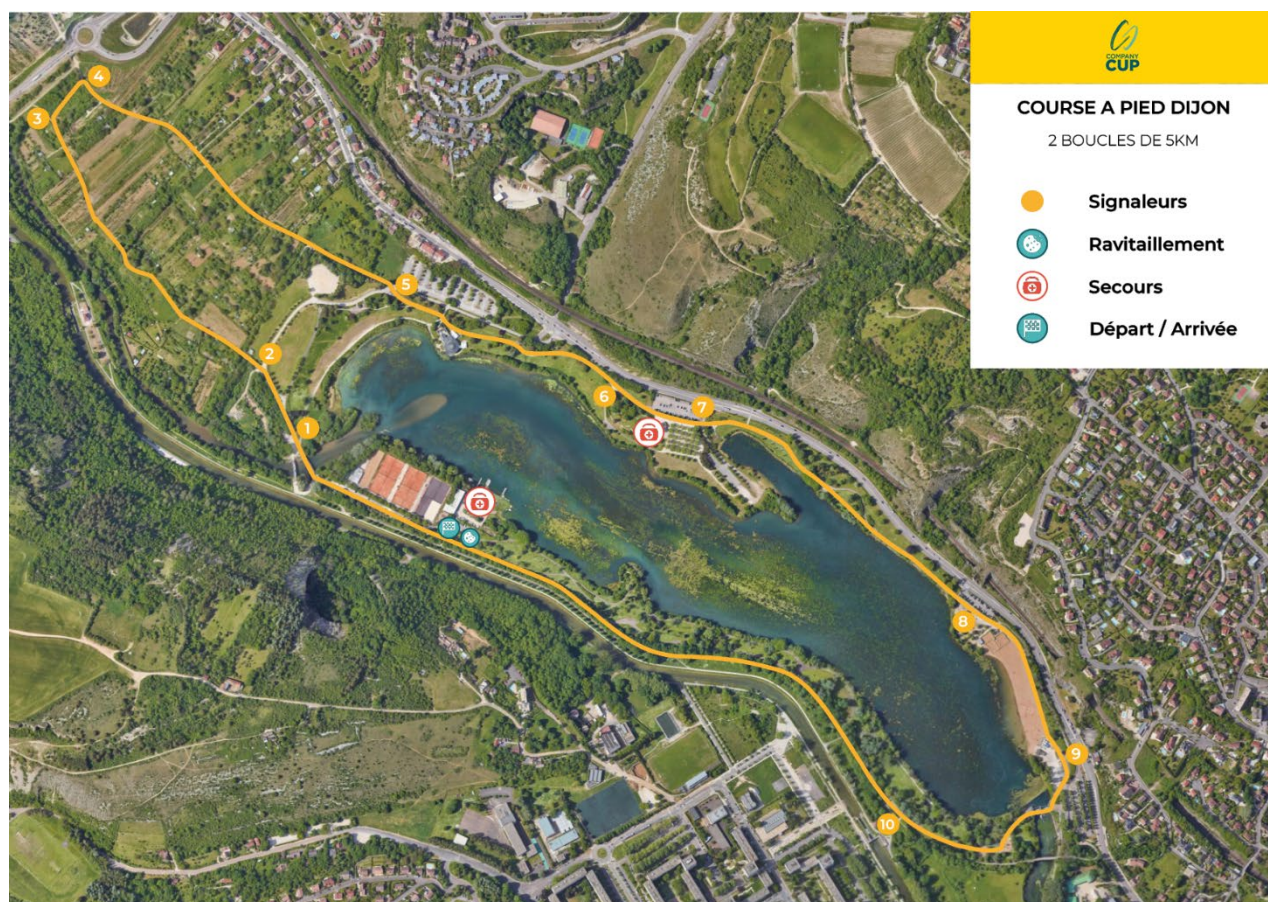 COMPANY
CUP
COURSE A PIED DIJON
2 BOUCLES DE 5KM
Signaleurs
Ravitaillement
Secours
Départ / Arrivée
4
3
5
2
6
7
1
8
9
10